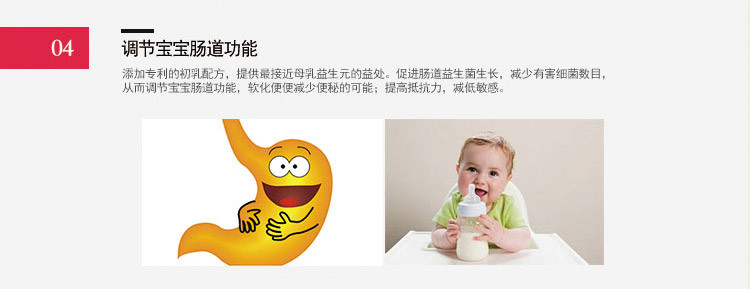 04
调节宝宝肠道功能
添加专利的初乳配方，提供最接近母乳益生元的益处。促进肠道益生菌生长，减少有害细菌数目，
从而调节宝宝肠道功能，软化便便减少便秘的可能；提高抵抗力，减低敏感。